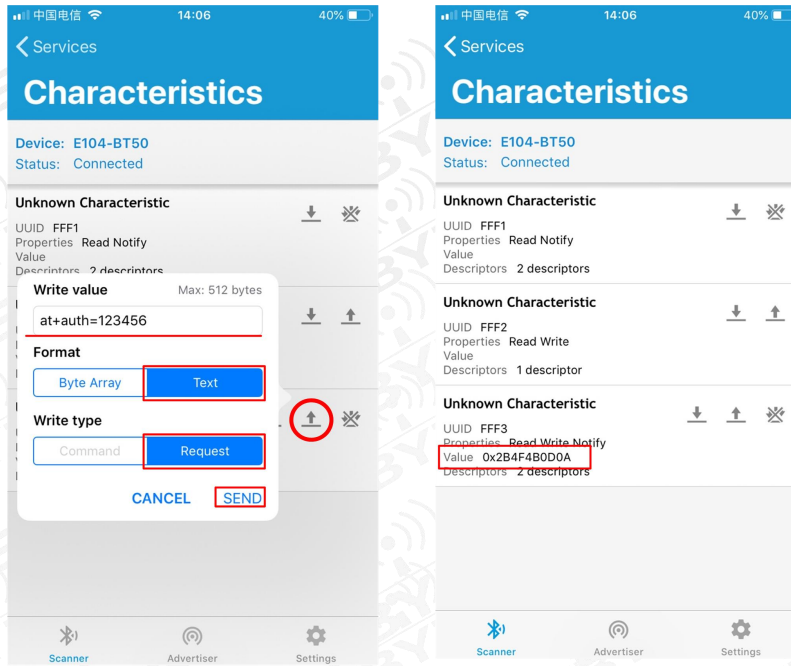 中国电信 14:06 40%
Services
Characteristics
Device: E104-BT50
Status: Connected
Unknown Characteristic
UUID FFF1
Properties Read Notify
Value
Descriptors 2 descriptors
Write value Max: 512 bytes
at+auth=123456
Format
Byte Array Text
Write type
Command Request
CANCEL SEND
Scanner Advertiser Settings
中国电信 14:06 40%
Services
Characteristics
Device: E104-BT50
Status: Connected
Unknown Characteristic
UUID FFF1
Properties Read Notify
Value
Descriptors 2 descriptors
Unknown Characteristic
UUID FFF2
Properties Read Write
Value
Descriptors 1 descriptor
Unknown Characteristic
UUID FFF3
Properties Read Write Notify
Value 0x2B4F4B0D0A
Descriptors 2 descriptors
Scanner Advertiser Settings